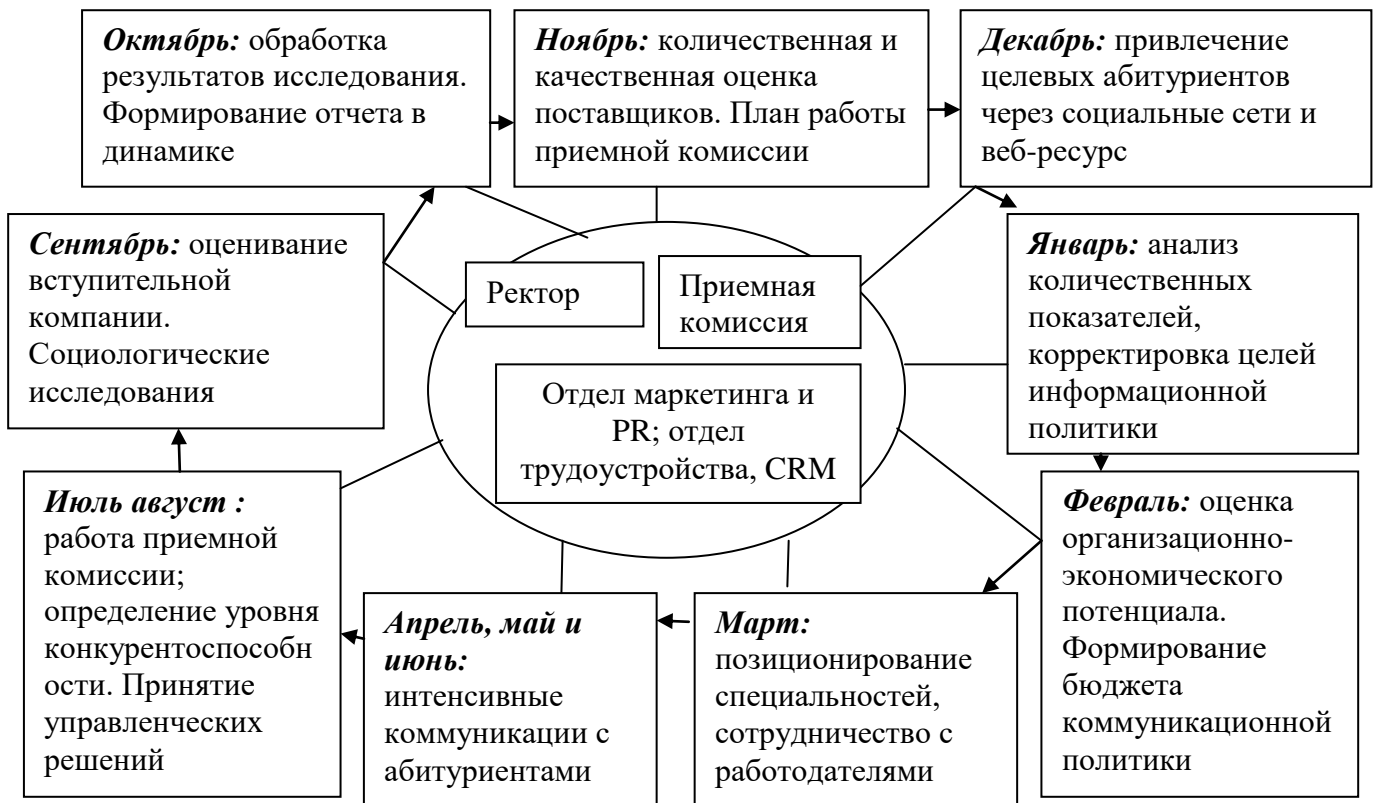 Октябрь: обработка
результатов исследования.
Формирование отчета в
динамике
Ноябрь: количественная и
качественная оценка
поставщиков. План работы
приемной комиссии
Декабрь: привлечение
целевых абитуриентов
через социальные сети и
веб-ресурс
Сентябрь: оценивание
вступительной
компании.
Социологические
исследования
Ректор
Приемная
комиссия
Январь: анализ
количественных
показателей,
корректировка целей
информационной
политики
Отдел маркетинга и
PR; отдел
трудоустройства, CRM
Июль август :
работа приемной
комиссии;
определение уровня
конкурентоспособн
ости. Принятие
управленческих
решений
Апрель, май и
июнь:
интенсивные
коммуникации с
абитуриентами
Март:
позиционирование
специальностей,
сотрудничество с
работодателями
Февраль: оценка
организационно-
экономического
потенциала.
Формирование
бюджета
коммуникационной
политики